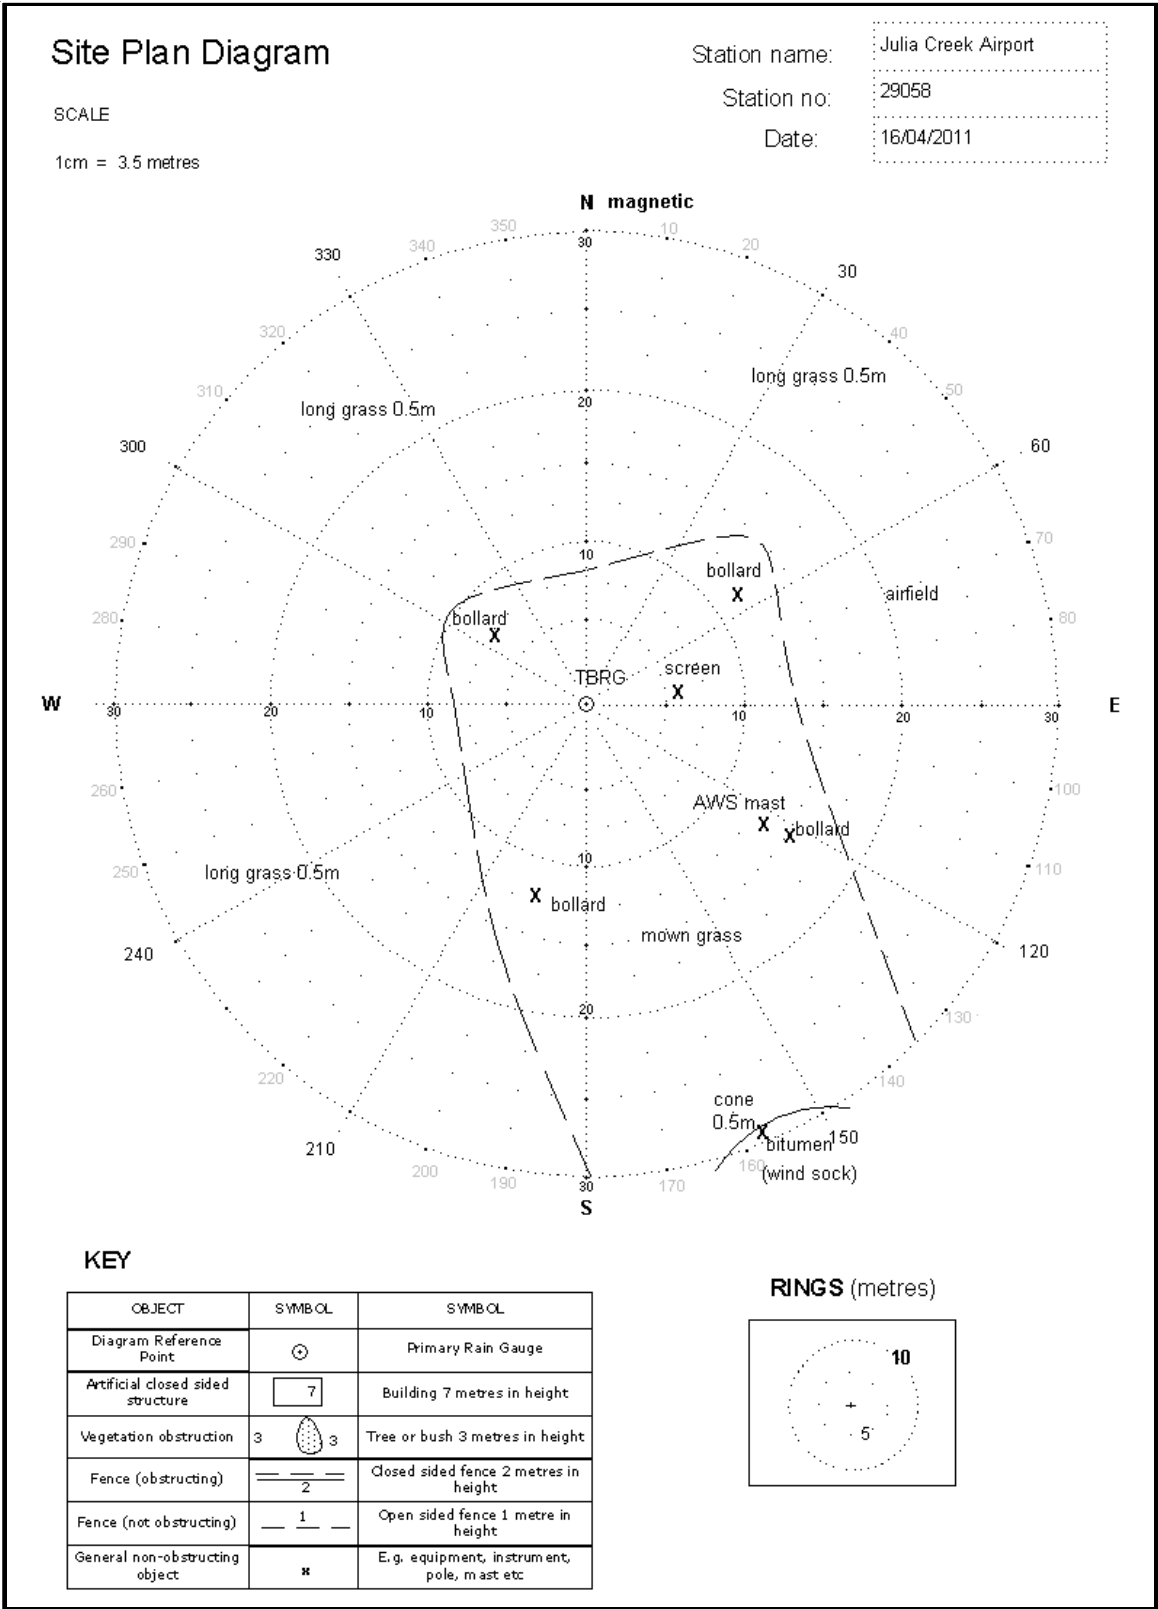 Site Plan Diagram
Station name: Julia Creek Airport
Station no: 29058
Date: 16/04/2011
SCALE
1cm = 3.5 metres
N magnetic
350
30
10
340
20
330
30
320
40
310
50
long grass 0.5m
long grass 0.5m
20
300
60
290
70
10
bollard
airfield
280
bollard
80
TBRG
screen
W
30
20
10
10
20
30
E
260
100
AWS mast
bollard
10
250
long grass 0.5m
110
bollard
mown grass
240
120
20
130
220
140
cone
0.5m
210
bitumen
150
200
160
(wind sock)
190
30
170
S
KEY
OBJECT SYMBOL SYMBOL
Diagram Reference
Point
Primary Rain Gauge
Artificial closed sided
structure
7
Building 7 metres in height
Vegetation obstruction 3 3 Tree or bush 3 metres in height
Fence (obstructing)
2
Closed sided fence 2 metres in
height
Fence (not obstructing)
1
Open sided fence 1 metre in
height
General non-obstructing
object
x
E.g. equipment, instrument,
pole, mast etc
RINGS (metres)
10
5